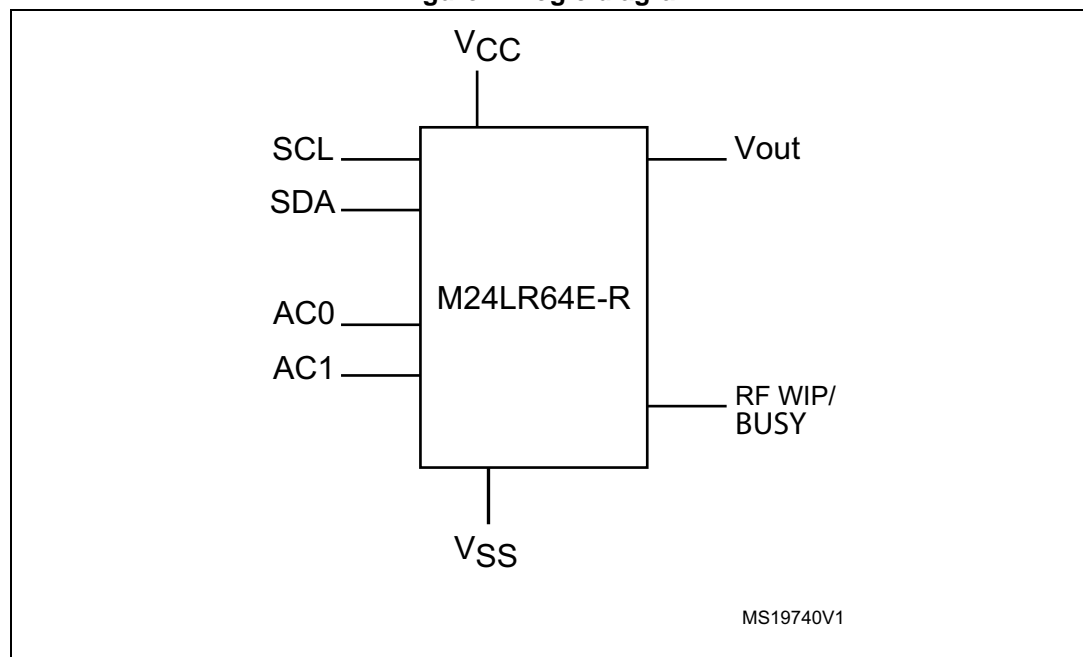 VCC
SCL
Vout
SDA
M24LR64E-R
AC0
AC1
RF WIP/
BUSY
VSS
MS19740V1